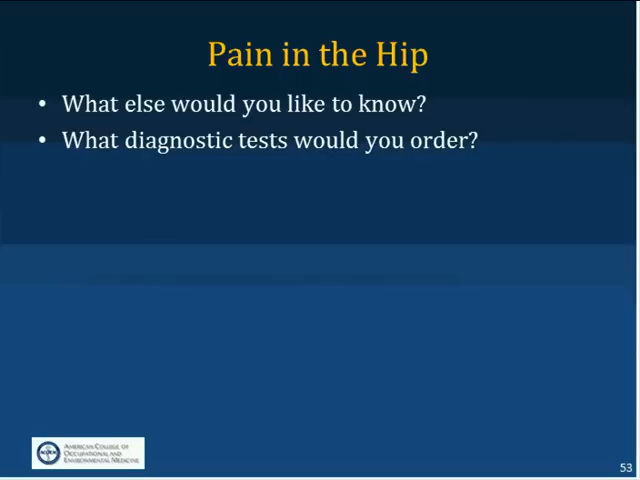 Pain in the Hip
• What else would you like to know?
• What diagnostic tests would you order?
American College of
Occupational and
Environmental Medicine
53